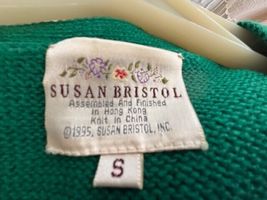 SUSAN BRISTOL
Assembled And Finished
In Hong Kong
Knit In China
©1995, SUSAN BRISTOL, INC.
S